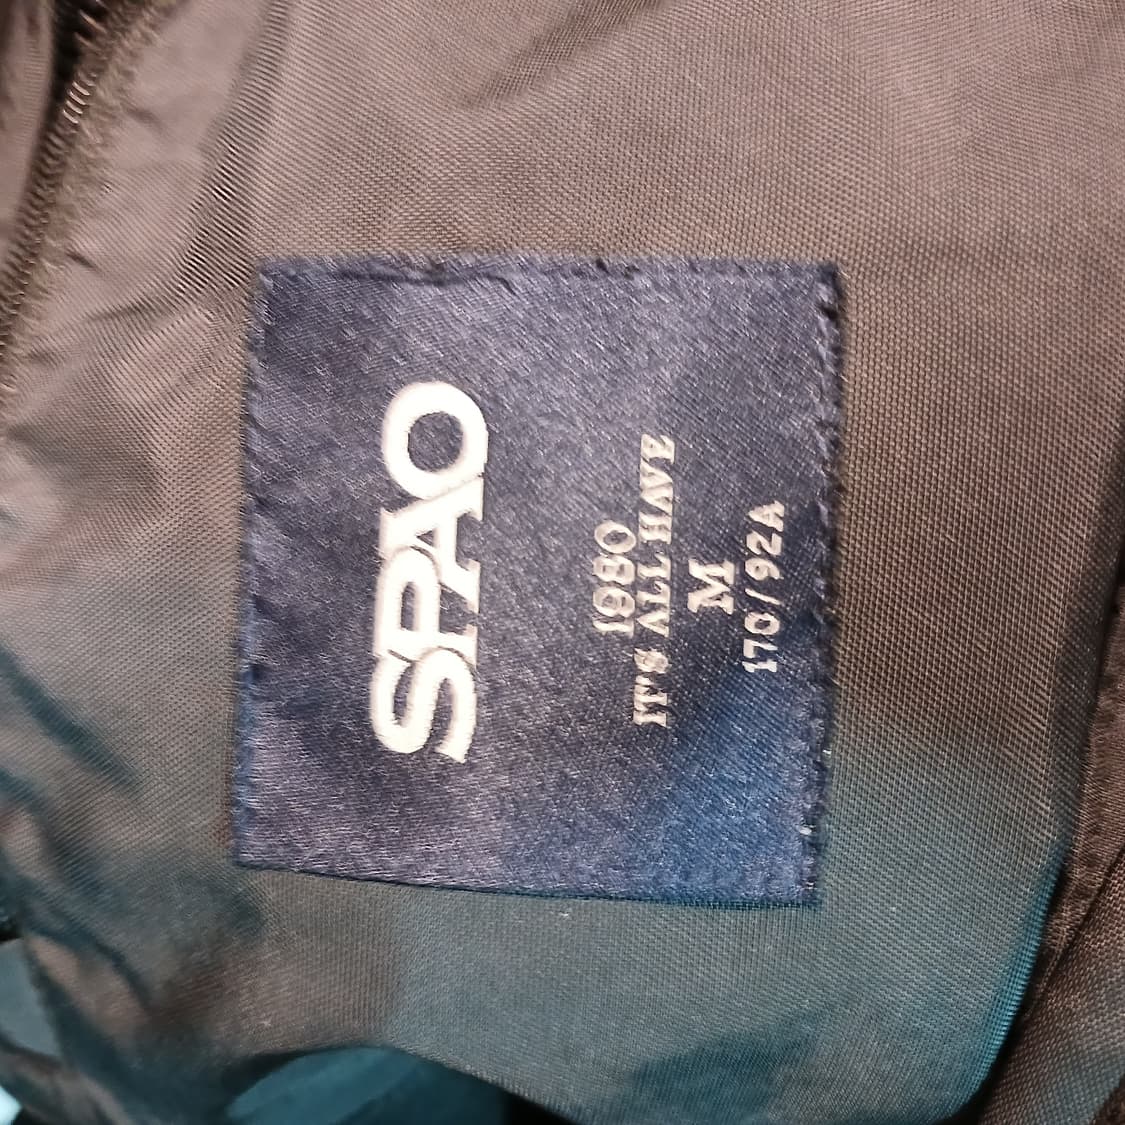 SPAO
1980
IT'S ALL HAVE
M
170/92A